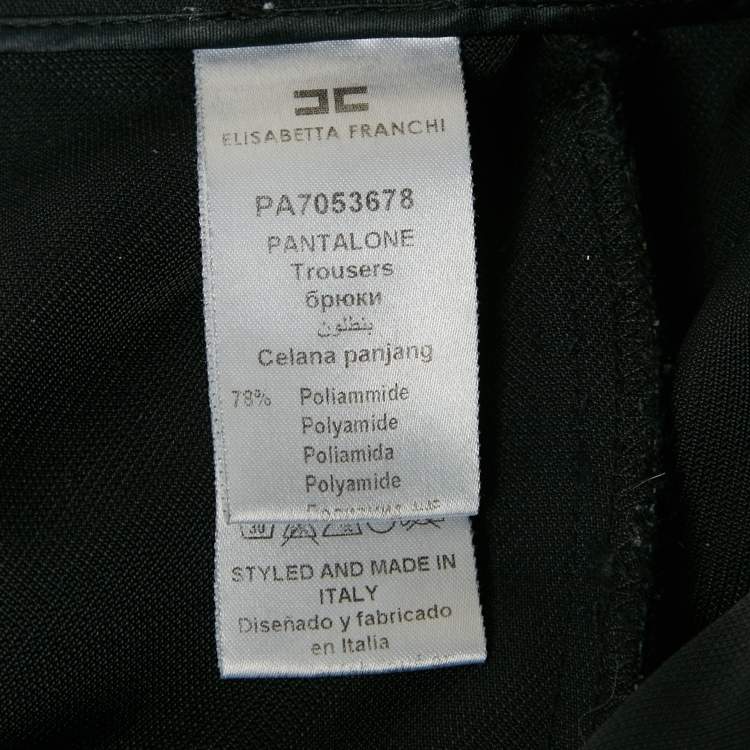 ELISABETTA FRANCHI
PA7053678
PANTALONE
Trousers
брюки
بنطلون
Celana panjang
78% Poliammide
Polyamide
Poliamida
Polyamide
30
STYLED AND MADE IN
ITALY
Diseñado y fabricado
en Italia